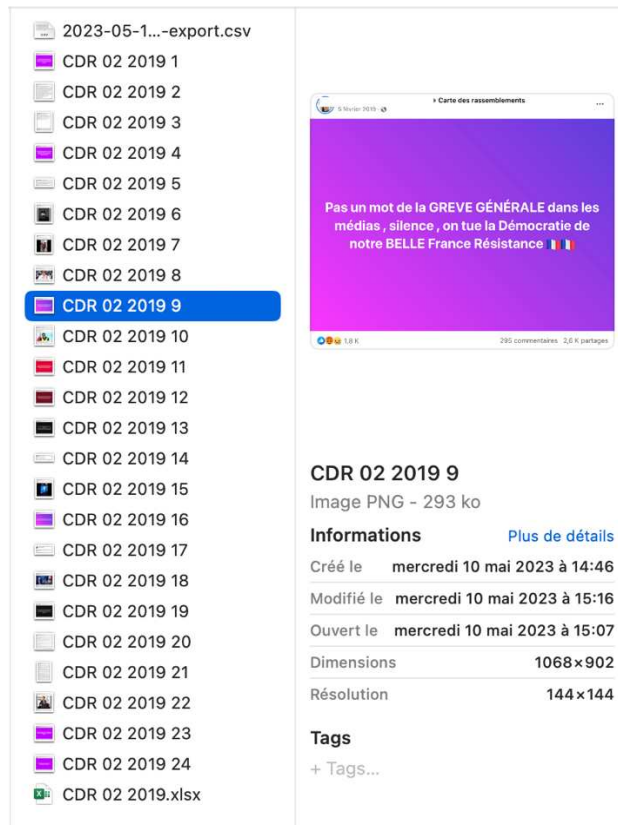 2023-05-1...-export.csv
CDR 02 2019 1
CDR 02 2019 2
CDR 02 2019 3
CDR 02 2019 4
CDR 02 2019 5
CDR 02 2019 6
CDR 02 2019 7
CDR 02 2019 8
CDR 02 2019 9
CDR 02 2019 10
CDR 02 2019 11
CDR 02 2019 12
CDR 02 2019 13
CDR 02 2019 14
CDR 02 2019 15
CDR 02 2019 16
CDR 02 2019 17
CDR 02 2019 18
CDR 02 2019 19
CDR 02 2019 20
CDR 02 2019 21
CDR 02 2019 22
CDR 02 2019 23
CDR 02 2019 24
CDR 02 2019.xlsx
Carte des rassemblements
5 février 2019
Pas un mot de la GREVE GÉNÉRALE dans les
médias , silence , on tue la Démocratie de
notre BELLE France Résistance 🇫🇷🇫🇷
1,8 K
295 commentaires 2,6 K partages
CDR 02 2019 9
Image PNG - 293 ko
Informations Plus de détails
Créé le mercredi 10 mai 2023 à 14:46
Modifié le mercredi 10 mai 2023 à 15:16
Ouvert le mercredi 10 mai 2023 à 15:07
Dimensions 1068×902
Résolution 144×144
Tags
+ Tags...